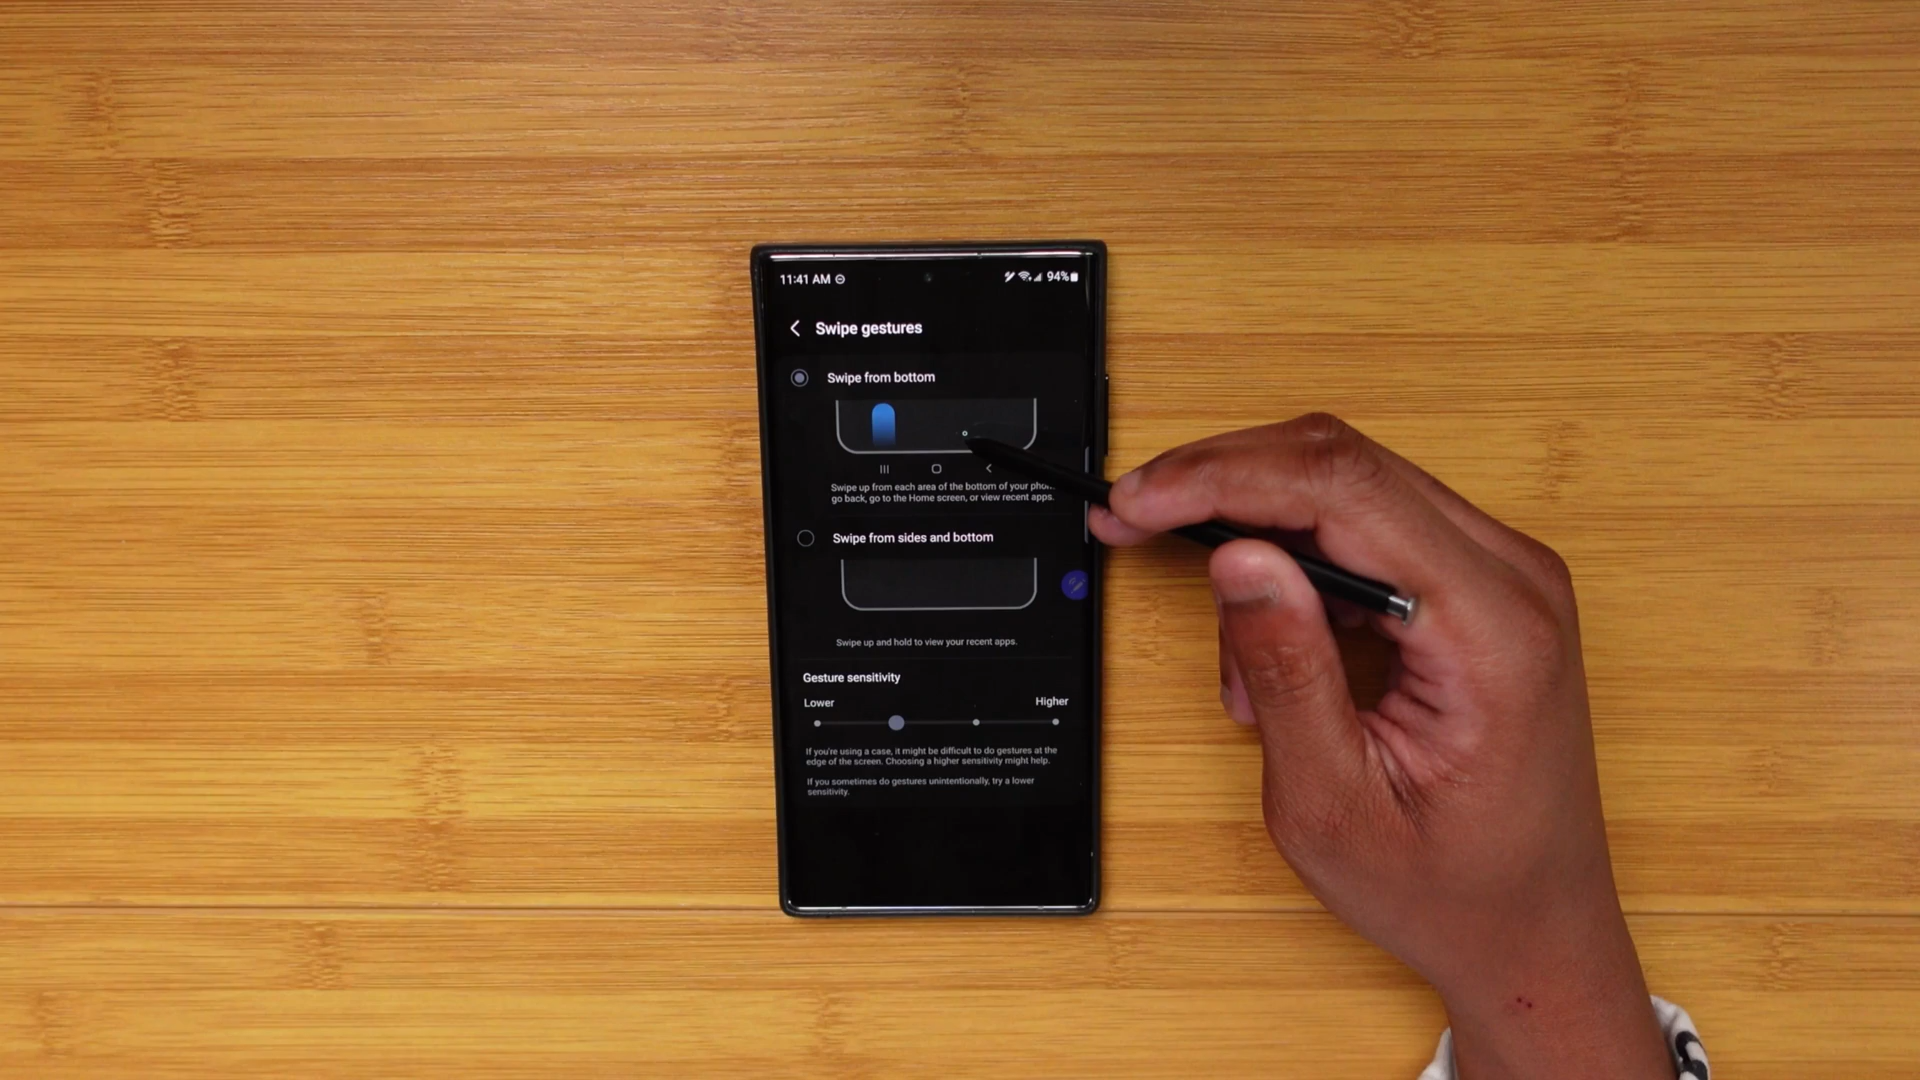 11:41 AM
94%
Swipe gestures
Swipe from bottom
Swipe up from each area of the bottom of your
go back, go to the Home screen, or view recent apps.
Swipe from sides and bottom
Swipe up and hold to view your recent apps.
Gesture sensitivity
Lower
Higher
If you're using a case, it might be difficult to do gestures at the
edge of the screen. Choosing a higher sensitivity might help.
If you sometimes do gestures unintentionally, try a lower
sensitivity.